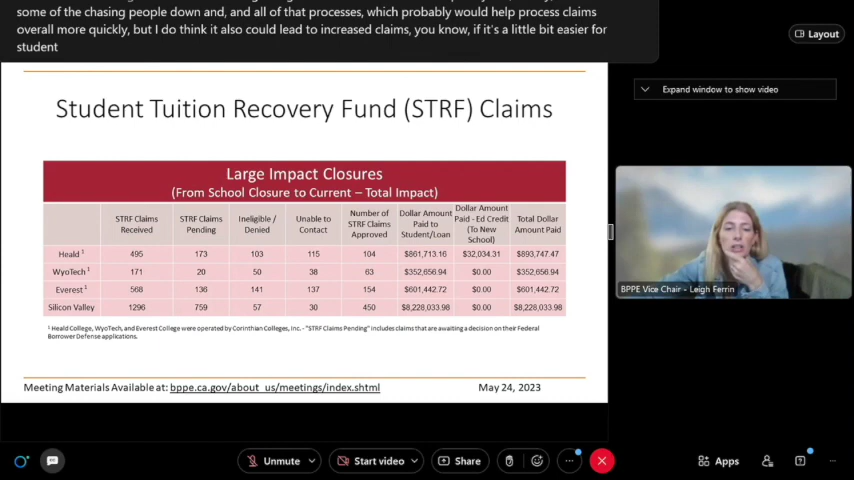 some of the chasing people down and, and all of that processes, which probably would help process claims
overall more quickly, but I do think it also could lead to increased claims, you know, if it's a little bit easier for
student
Layout
Expand window to show video
Student Tuition Recovery Fund (STRF) Claims
Large Impact Closures
(From School Closure to Current – Total Impact)
STRF Claims Received | STRF Claims Pending | Ineligible / Denied | Unable to Contact | Number of STRF Claims Approved | Dollar Amount Paid to Student/Loan | Dollar Amount Paid - Ed Credit (To New School) | Total Dollar Amount Paid
Heald ¹ 495 173 103 115 104 $861,713.16 $32,034.31 $893,747.47
WyoTech ¹ 171 20 50 38 63 $352,656.94 $0.00 $352,656.94
Everest ¹ 568 136 141 137 154 $601,442.72 $0.00 $601,442.72
Silicon Valley 1296 759 57 30 450 $8,228,033.98 $0.00 $8,228,033.98
¹ Heald College, WyoTech, and Everest College were operated by Corinthian Colleges, Inc. - "STRF Claims Pending" includes claims that are awaiting a decision on their Federal
Borrower Defense applications.
Meeting Materials Available at: bppe.ca.gov/about_us/meetings/index.shtml May 24, 2023
BPPE Vice Chair - Leigh Ferrin
Unmute
Start video
Share
Apps